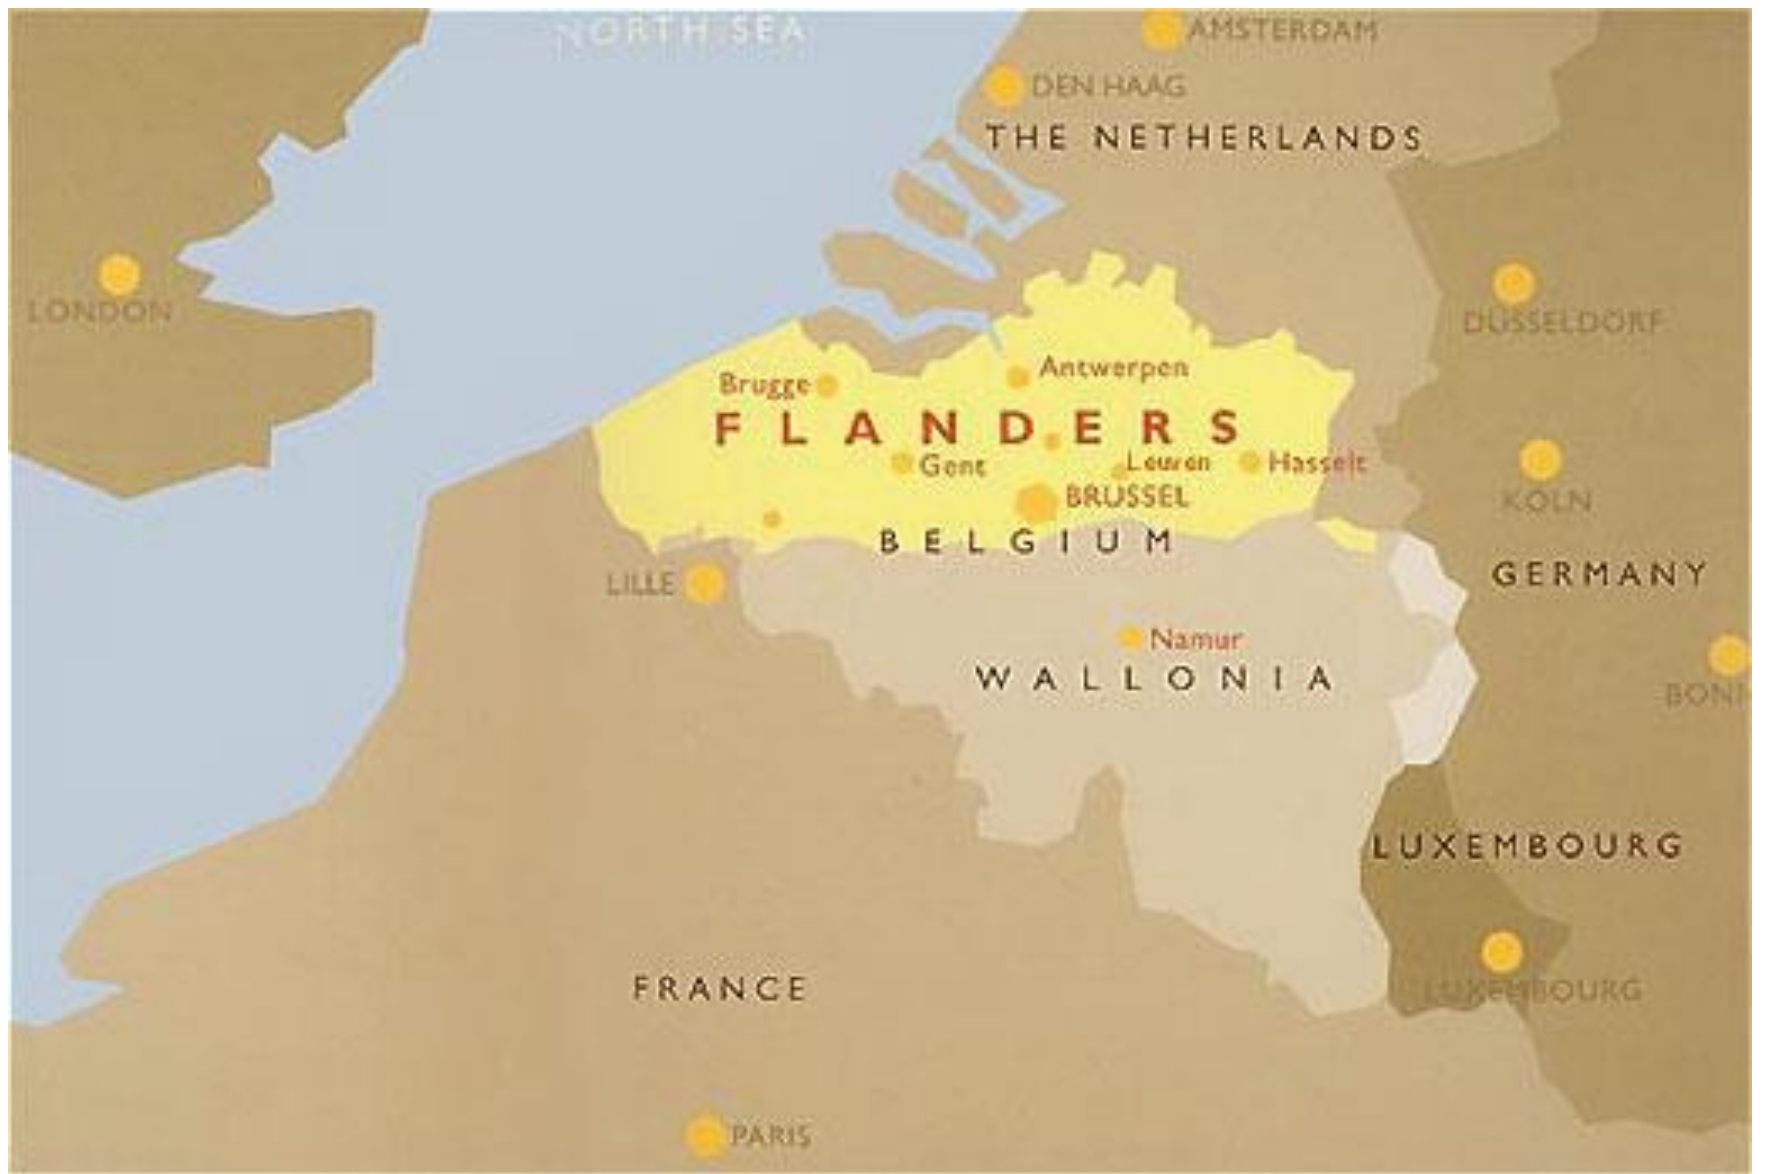 NORTH SEA
AMSTERDAM
DEN HAAG
THE NETHERLANDS
LONDON
DÜSSELDORF
Antwerpen
Brugge
FLANDERS
Gent
Leuven
Hasselt
BRUSSEL
KÖLN
BELGIUM
LILLE
GERMANY
Namur
WALLONIA
BONN
LUXEMBOURG
FRANCE
LUXEMBOURG
PARIS